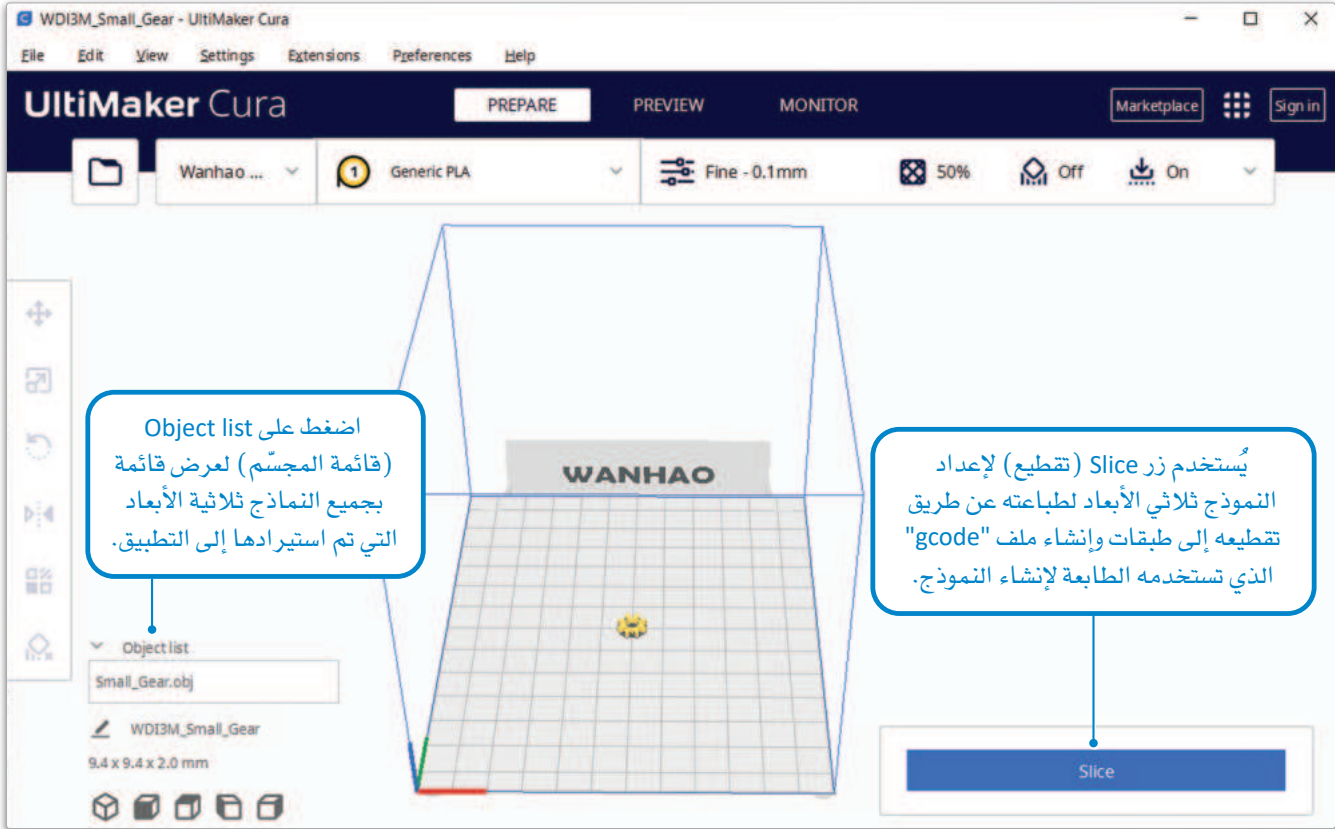 WDI3M_Small_Gear - UltiMaker Cura
File Edit View Settings Extensions Preferences Help
UltiMaker Cura PREPARE PREVIEW MONITOR Marketplace Sign in
Wanhao ... 1 Generic PLA Fine - 0.1mm 50% Off On
اضغط على Object list
(قائمة المجسّم) لعرض قائمة
بجميع النماذج ثلاثية الأبعاد
التي تم استيرادها إلى التطبيق.
WANHAO
يُستخدم زر Slice (تقطيع) لإعداد
النموذج ثلاثي الأبعاد لطباعته عن طريق
تقطيعه إلى طبقات وإنشاء ملف "gcode"
الذي تستخدمه الطابعة لإنشاء النموذج.
Object list
Small_Gear.obj
WDI3M_Small_Gear
9.4 x 9.4 x 2.0 mm
Slice